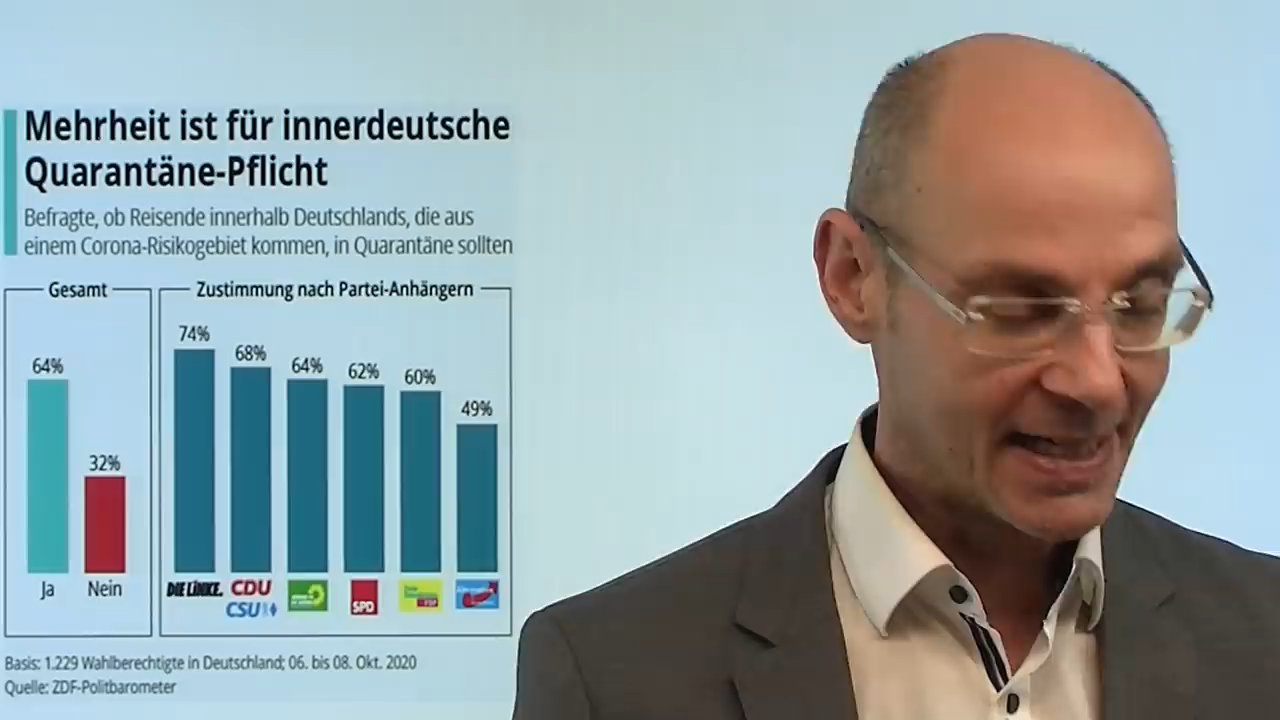 Mehrheit ist für innerdeutsche
Quarantäne-Pflicht
Befragte, ob Reisende innerhalb Deutschlands, die aus
einem Corona-Risikogebiet kommen, in Quarantäne sollten
Gesamt
Zustimmung nach Partei-Anhängern
64%
32%
74%
68%
64%
62%
60%
49%
Ja
Nein
DIE LINKE.
CDU
CSU
SPD
FDP
Basis: 1.229 Wahlberechtigte in Deutschland; 06. bis 08. Okt. 2020
Quelle: ZDF-Politbarometer